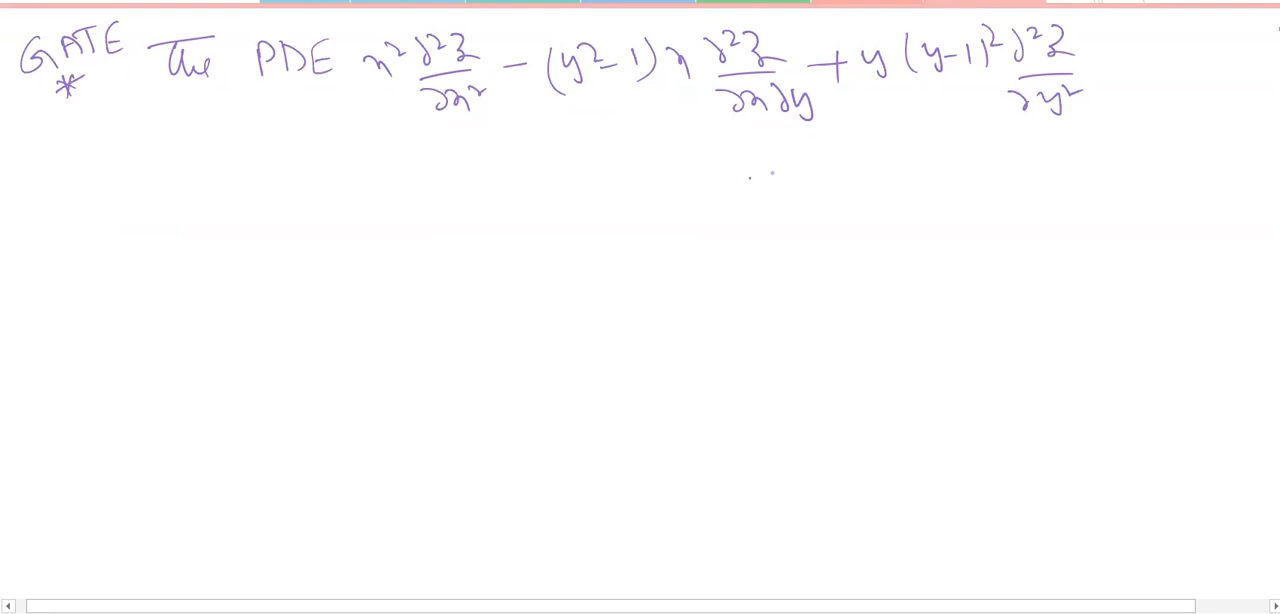 GATE * The PDE x² ∂²z/∂x² - (y²-1)x ∂²z/∂x∂y + y(y-1)² ∂²z/∂y²